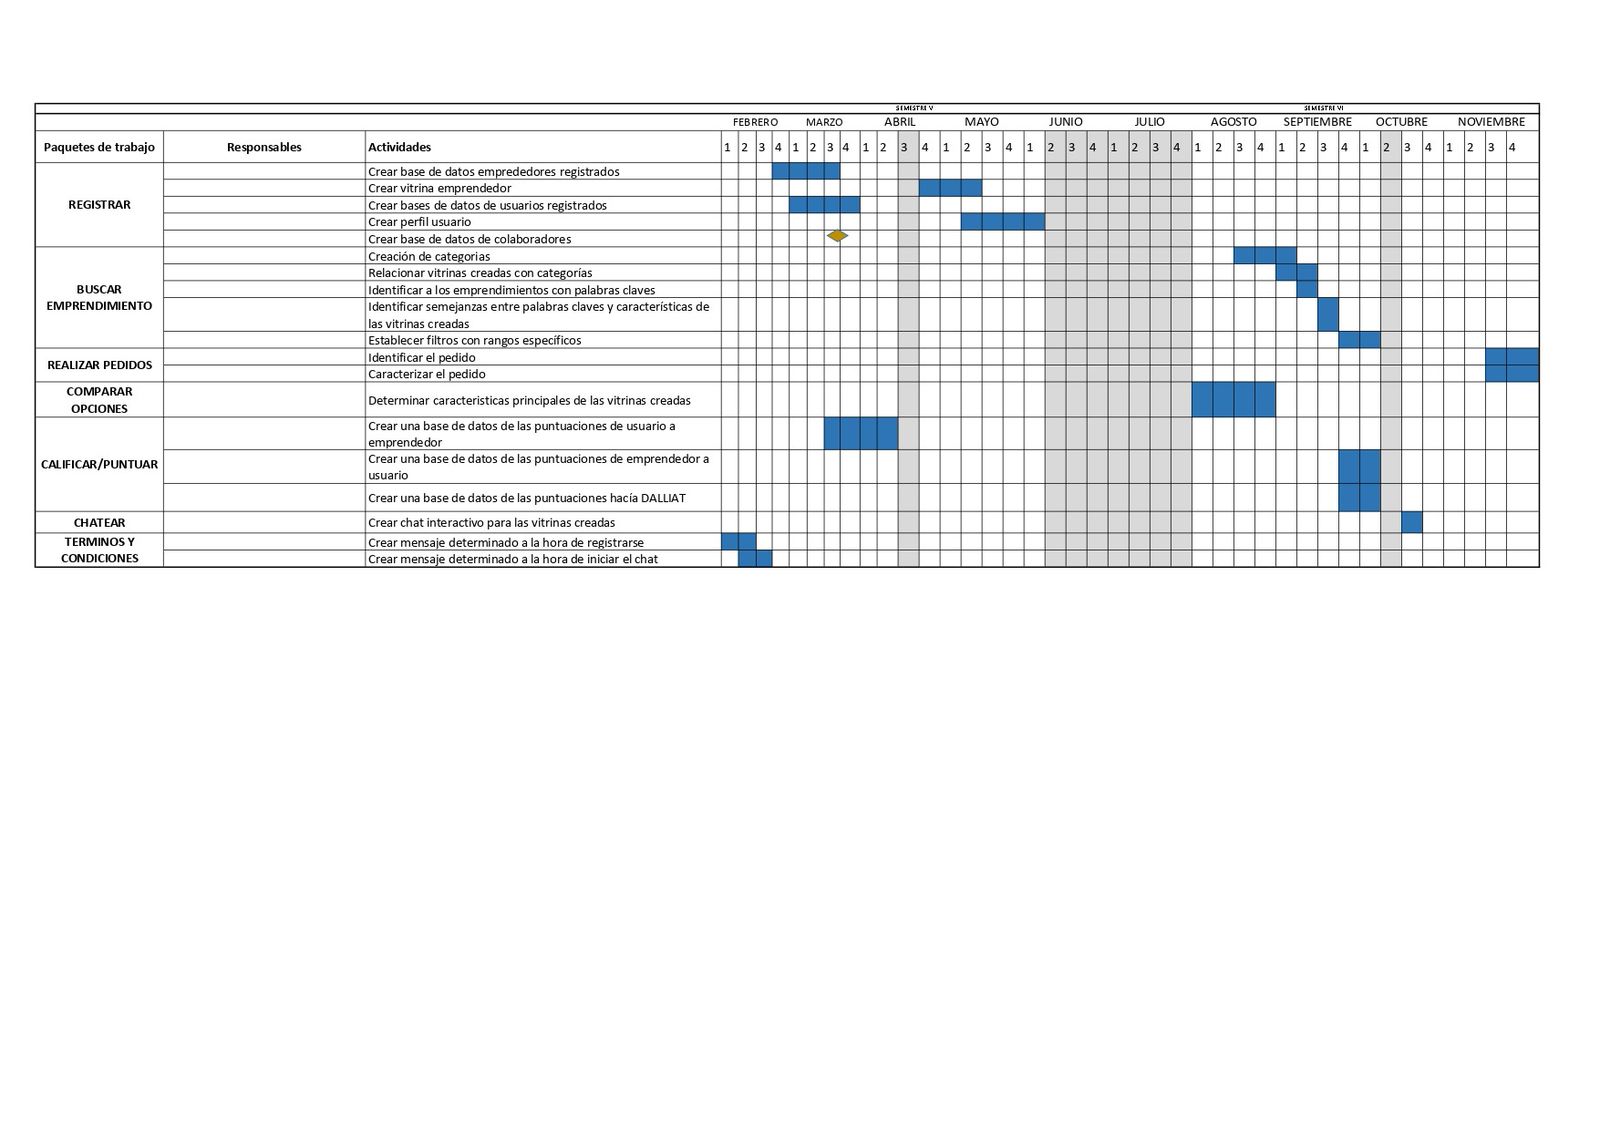 SEMESTRE V SEMESTRE VI
FEBRERO MARZO ABRIL MAYO JUNIO JULIO AGOSTO SEPTIEMBRE OCTUBRE NOVIEMBRE
Paquetes de trabajo Responsables Actividades 1 2 3 4 1 2 3 4 1 2 3 4 1 2 3 4 1 2 3 4 1 2 3 4 1 2 3 4 1 2 3 4 1 2 3 4 1 2 3 4
REGISTRAR
Crear base de datos emprededores registrados
Crear vitrina emprendedor
Crear bases de datos de usuarios registrados
Crear perfil usuario
Crear base de datos de colaboradores
BUSCAR
EMPRENDIMIENTO
Creación de categorias
Relacionar vitrinas creadas con categorías
Identificar a los emprendimientos con palabras claves
Identificar semejanzas entre palabras claves y características de
las vitrinas creadas
Establecer filtros con rangos específicos
REALIZAR PEDIDOS
Identificar el pedido
Caracterizar el pedido
COMPARAR
OPCIONES
Determinar caracteristicas principales de las vitrinas creadas
CALIFICAR/PUNTUAR
Crear una base de datos de las puntuaciones de usuario a
emprendedor
Crear una base de datos de las puntuaciones de emprendedor a
usuario
Crear una base de datos de las puntuaciones hacía DALLIAT
CHATEAR
Crear chat interactivo para las vitrinas creadas
TERMINOS Y
CONDICIONES
Crear mensaje determinado a la hora de registrarse
Crear mensaje determinado a la hora de iniciar el chat